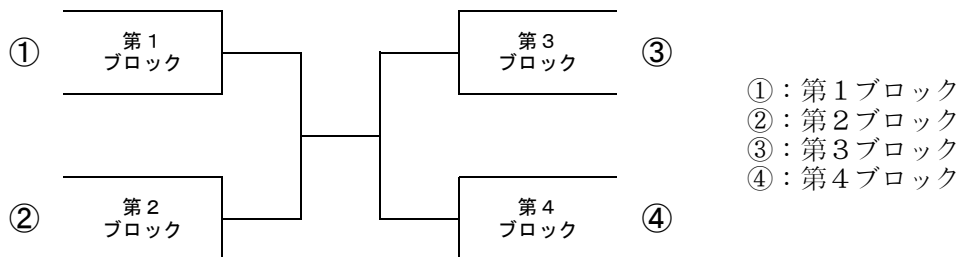 ①
第1
ブロック
第3
ブロック
③
②
第2
ブロック
第4
ブロック
④
①：第１ブロック
②：第２ブロック
③：第３ブロック
④：第４ブロック